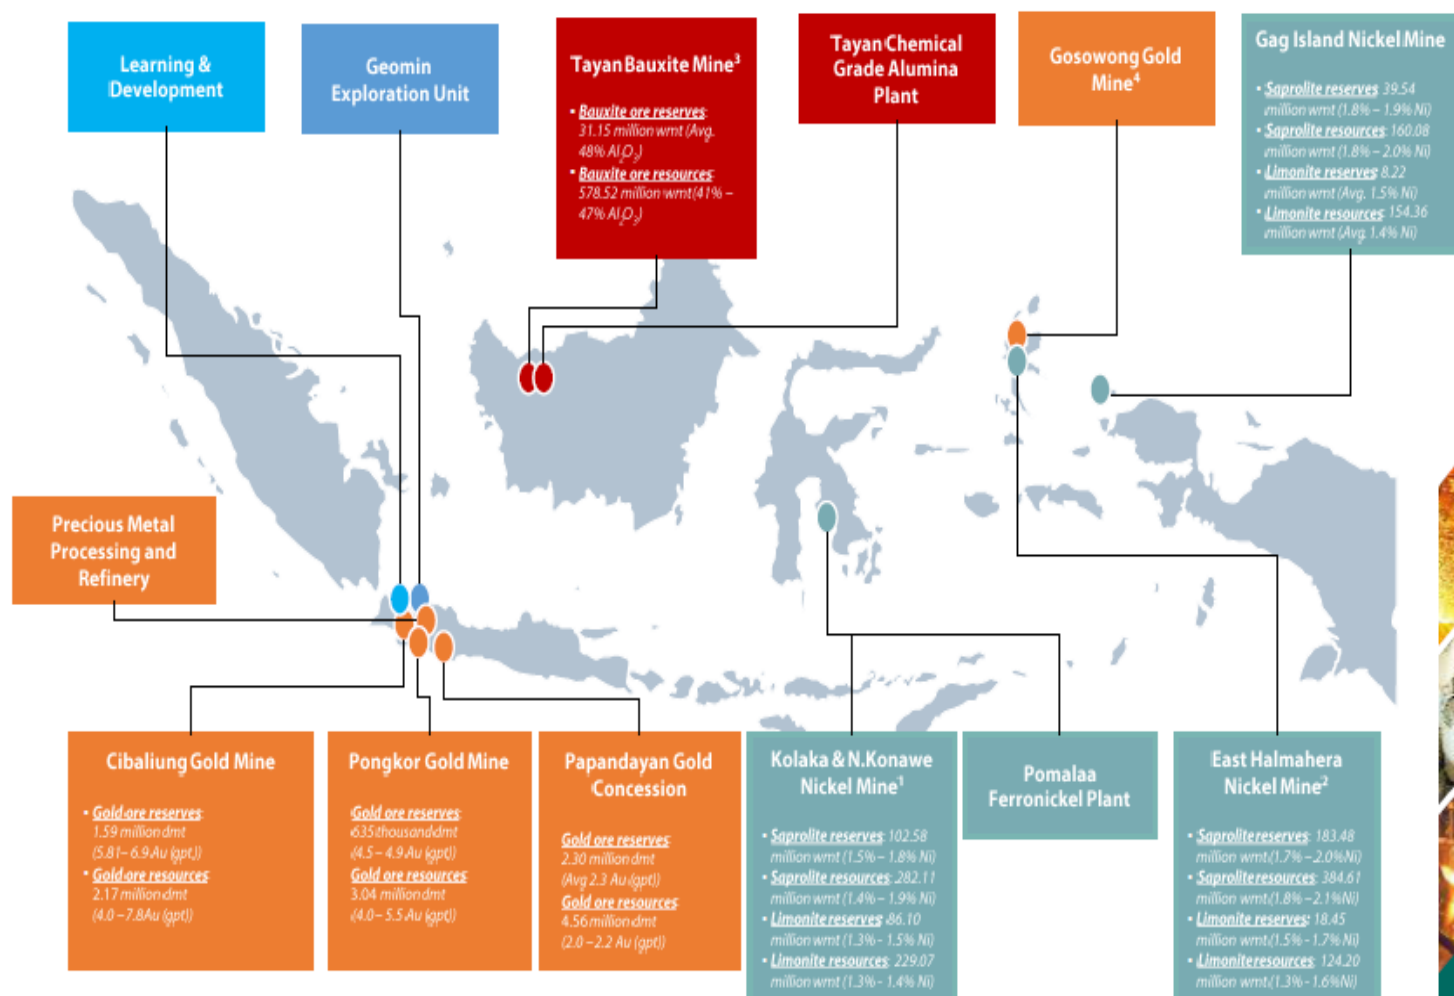 Learning &
Development
Geomin
Exploration Unit
Tayan Bauxite Mine³
▪ Bauxite ore reserves:
31.15 million wmt (Avg.
48% Al₂O₃)
▪ Bauxite ore resources:
578.52 million wmt (41% –
47% Al₂O₃)
Tayan Chemical
Grade Alumina
Plant
Gosowong Gold
Mine⁴
Gag Island Nickel Mine
▪ Saprolite reserves: 39.54
million wmt (1.8% – 1.9% Ni)
▪ Saprolite resources: 160.08
million wmt (1.8% – 2.0% Ni)
▪ Limonite reserves: 8.22
million wmt (Avg. 1.5% Ni)
▪ Limonite resources: 154.36
million wmt (Avg. 1.4% Ni)
Precious Metal
Processing and
Refinery
Cibaliung Gold Mine
▪ Gold ore reserves:
1.59 million dmt
(5.81– 6.9 Au (gpt))
▪ Gold ore resources:
2.17 million dmt
(4.0 – 7.8 Au (gpt))
Pongkor Gold Mine
Gold ore reserves:
635 thousand dmt
(4.5 – 4.9 Au (gpt))
Gold ore resources:
3.04 million dmt
(4.0 – 5.5 Au (gpt))
Papandayan Gold
Concession
Gold ore reserves:
2.30 million dmt
(Avg 2.3 Au (gpt))
Gold ore resources:
4.56 million dmt
(2.0 – 2.2 Au (gpt))
Kolaka & N.Konawe
Nickel Mine¹
▪ Saprolite reserves: 102.58
million wmt (1.5% – 1.8% Ni)
▪ Saprolite resources: 282.11
million wmt (1.4% – 1.9% Ni)
▪ Limonite reserves: 86.10
million wmt (1.3% - 1.5% Ni)
▪ Limonite resources: 229.07
million wmt (1.3% - 1.4% Ni)
Pomalaa
Ferronickel Plant
East Halmahera
Nickel Mine²
▪ Saprolite reserves: 183.48
million wmt (1.7% – 2.0% Ni)
▪ Saprolite resources: 384.61
million wmt (1.8% – 2.1% Ni)
▪ Limonite reserves: 18.45
million wmt (1.5% - 1.7% Ni)
▪ Limonite resources: 124.20
million wmt (1.3% - 1.6% Ni)